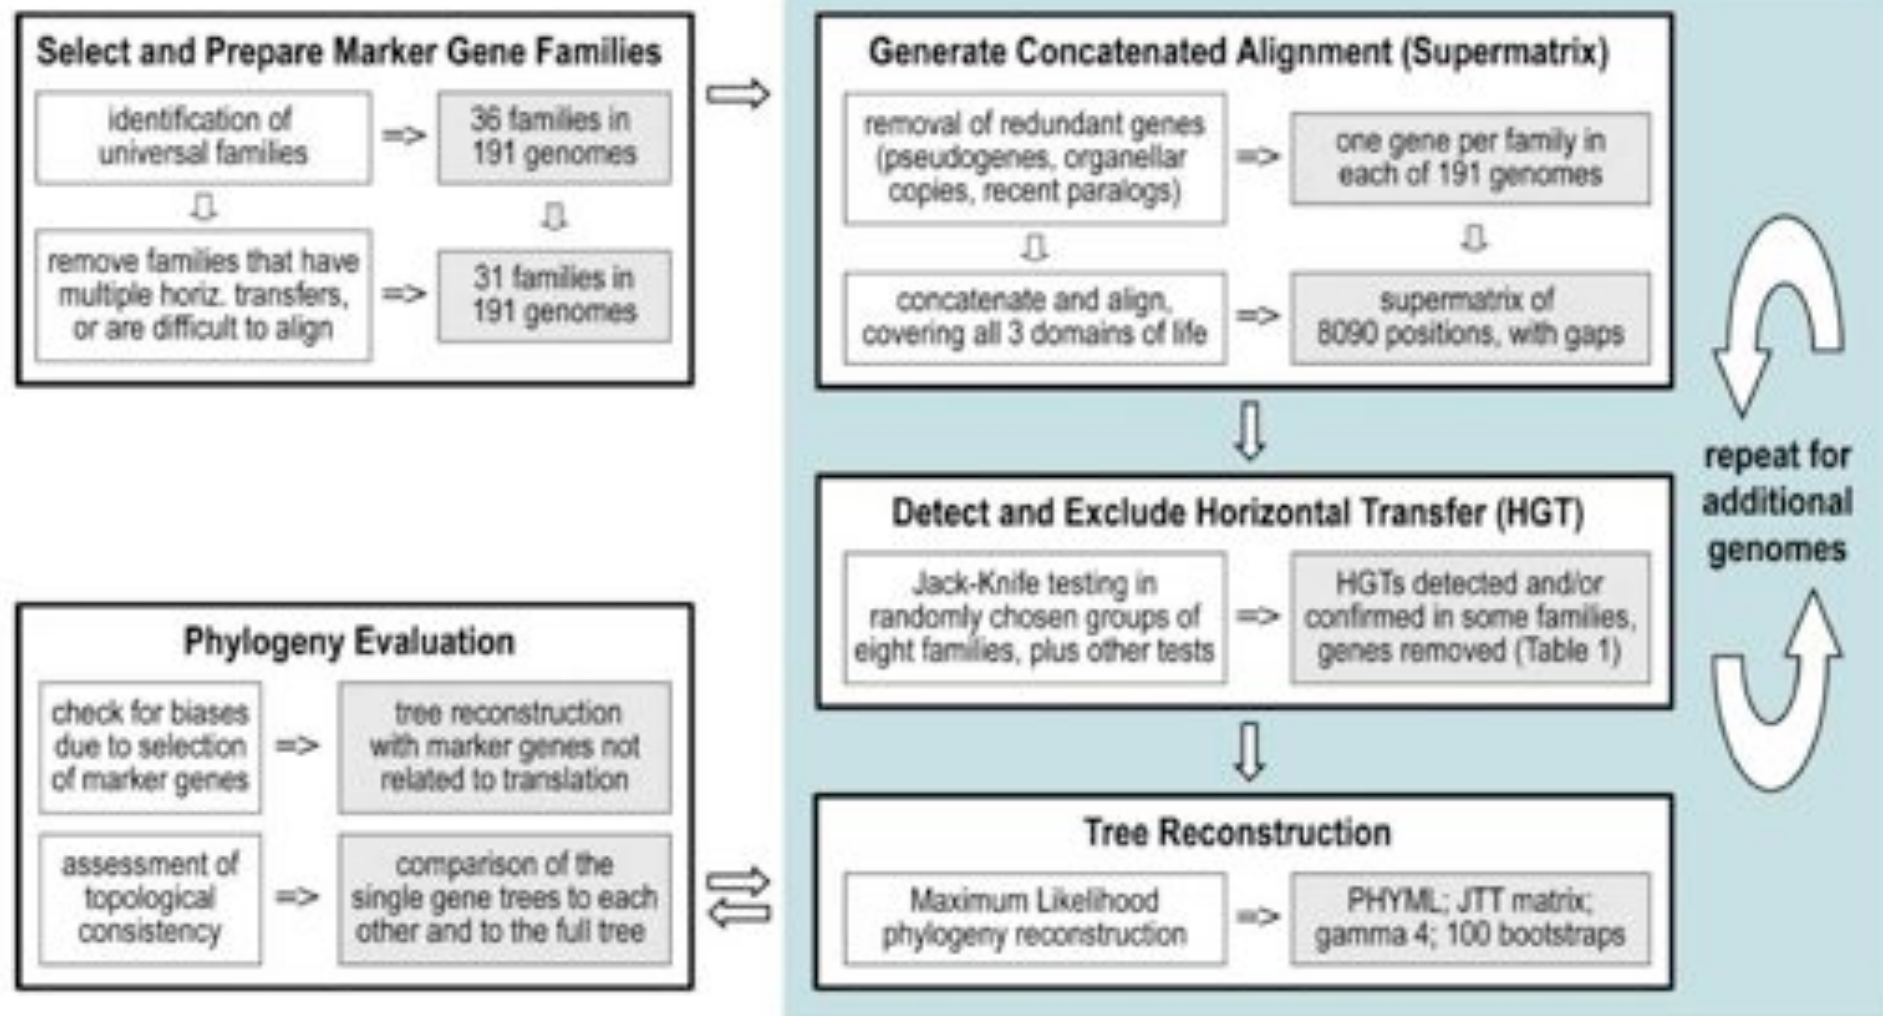 Select and Prepare Marker Gene Families
identification of
universal families
=>
36 families in
191 genomes
remove families that have
multiple horiz. transfers,
or are difficult to align
=>
31 families in
191 genomes
Generate Concatenated Alignment (Supermatrix)
removal of redundant genes
(pseudogenes, organellar
copies, recent paralogs)
=>
one gene per family in
each of 191 genomes
concatenate and align,
covering all 3 domains of life
=>
supermatrix of
8090 positions, with gaps
repeat for
additional
genomes
Detect and Exclude Horizontal Transfer (HGT)
Jack-Knife testing in
randomly chosen groups of
eight families, plus other tests
=>
HGTs detected and/or
confirmed in some families,
genes removed (Table 1)
Tree Reconstruction
Maximum Likelihood
phylogeny reconstruction
=>
PHYML; JTT matrix;
gamma 4; 100 bootstraps
Phylogeny Evaluation
check for biases
due to selection
of marker genes
=>
tree reconstruction
with marker genes not
related to translation
assessment of
topological
consistency
=>
comparison of the
single gene trees to each
other and to the full tree